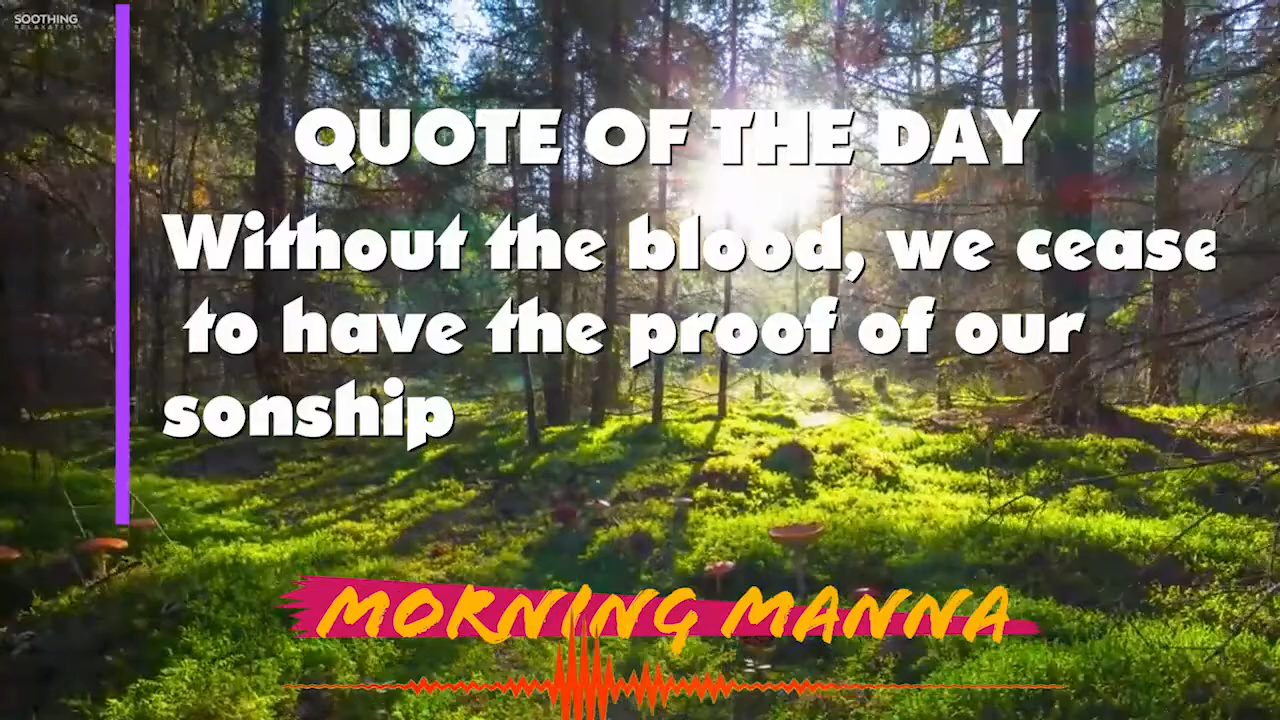 SOOTHING
RELAXATION
QUOTE OF THE DAY
Without the blood, we cease
to have the proof of our
sonship
MORNING MANNA